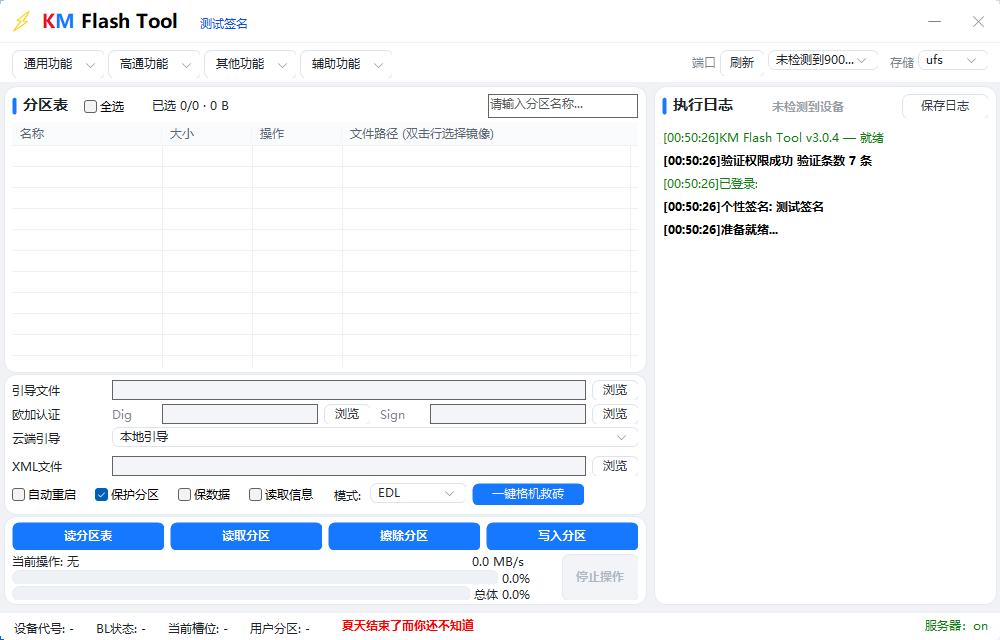 KM Flash Tool 测试签名
通用功能 高通功能 其他功能 辅助功能 端口 刷新 未检测到900... 存储 ufs
分区表 全选 已选 0/0 · 0 B 请输入分区名称...
名称 大小 操作 文件路径 (双击行选择镜像)
引导文件 浏览
欧加认证 Dig 浏览 Sign 浏览
云端引导 本地引导
XML文件 浏览
自动重启 保护分区 保数据 读取信息 模式: EDL 一键格机救砖
读分区表 读取分区 擦除分区 写入分区
当前操作: 无 0.0 MB/s
0.0%
总体 0.0%
停止操作
执行日志 未检测到设备 保存日志
[00:50:26]KM Flash Tool v3.0.4 — 就绪
[00:50:26]验证权限成功 验证条数 7 条
[00:50:26]已登录:
[00:50:26]个性签名: 测试签名
[00:50:26]准备就绪...
设备代号: - BL状态: - 当前槽位: - 用户分区: - 夏天结束了而你还不知道 服务器: on